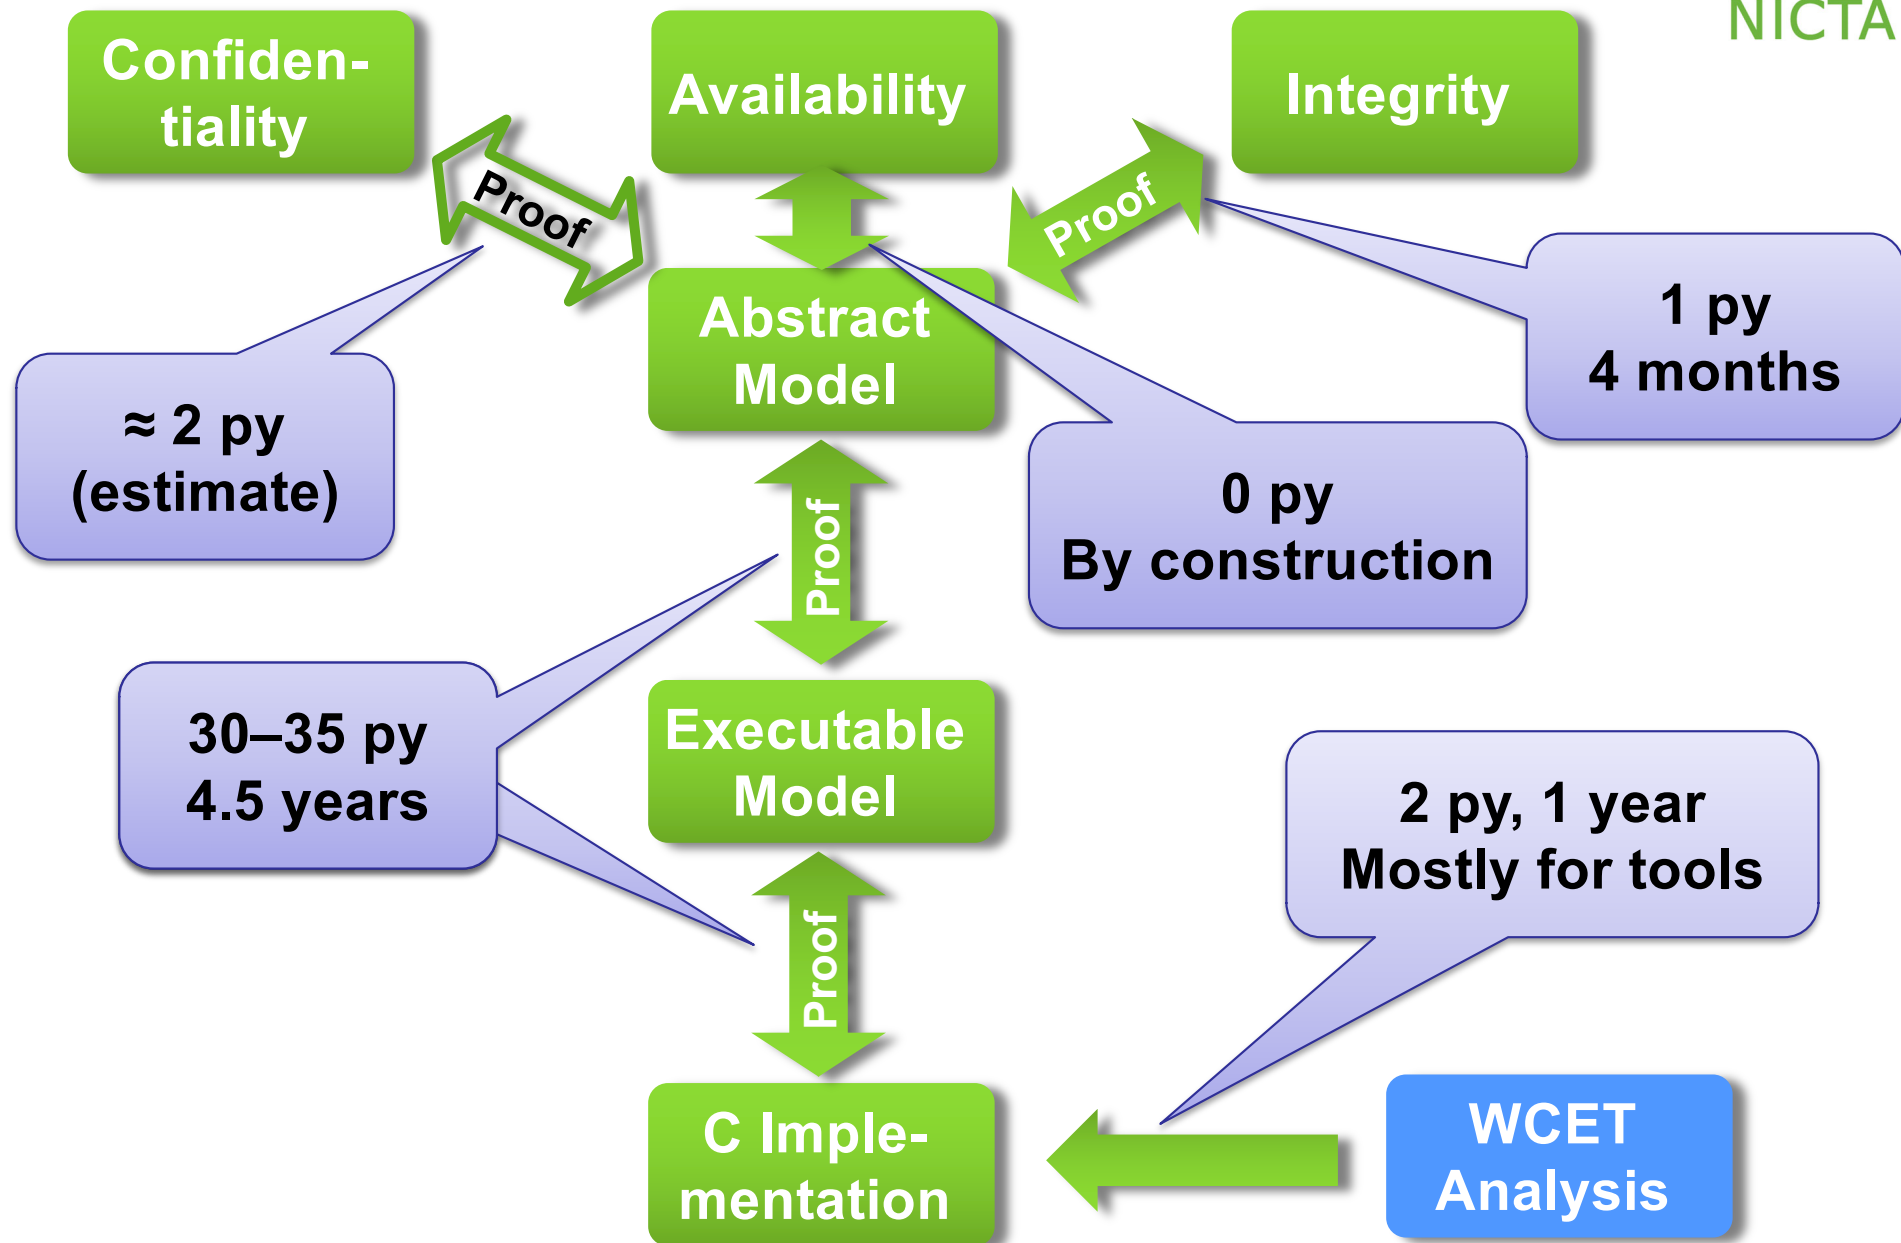 NICTA
Confiden-
tiality
Availability
Integrity
Proof
Proof
Abstract
Model
1 py
4 months
≈ 2 py
(estimate)
0 py
By construction
Proof
30–35 py
4.5 years
Executable
Model
2 py, 1 year
Mostly for tools
Proof
C Imple-
mentation
WCET
Analysis